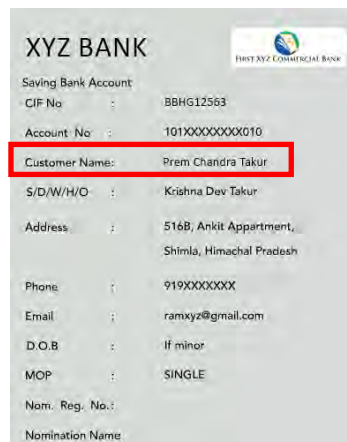 XYZ BANK
FIRST XYZ COMMERCIAL BANK
Saving Bank Account
CIF No : BBHG12563
Account No : 101XXXXXXXX010
Customer Name: Prem Chandra Takur
S/D/W/H/O : Krishna Dev Takur
Address : 516B, Ankit Appartment,
Shimla, Himachal Pradesh
Phone : 919XXXXXXX
Email : ramxyz@gmail.com
D.O.B : If minor
MOP : SINGLE
Nom. Reg. No.:
Nomination Name